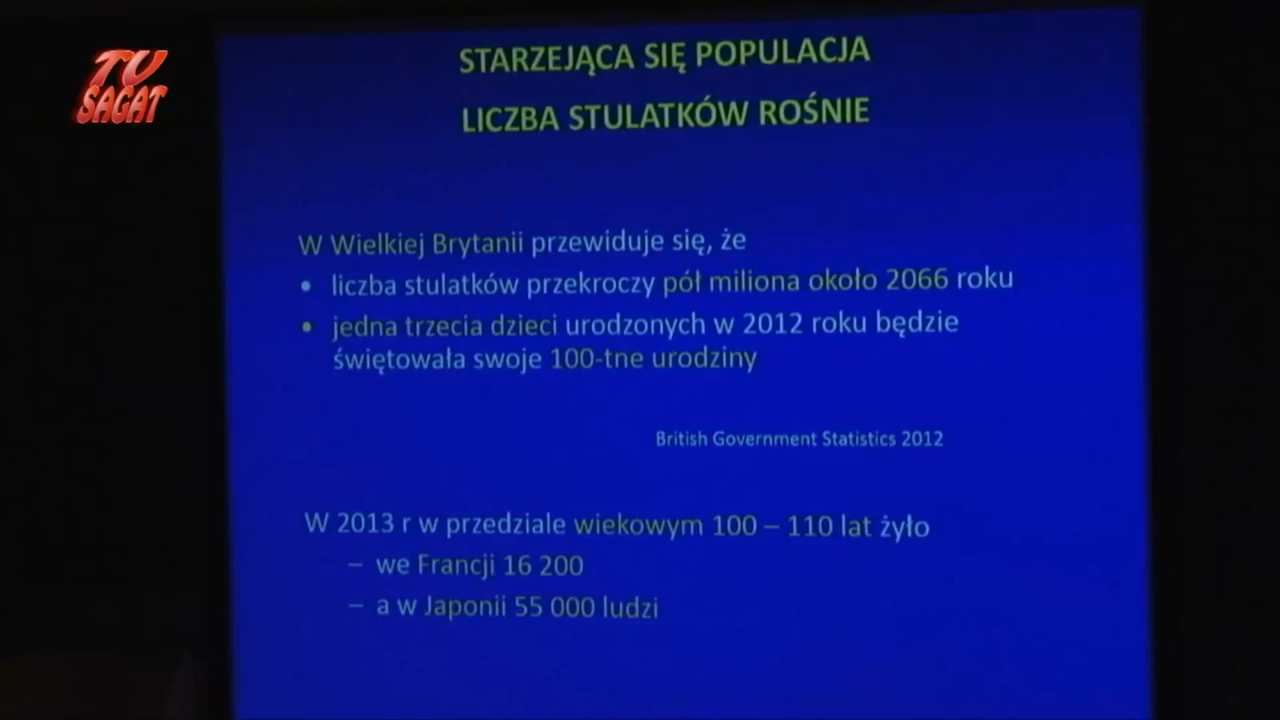 TV
SAGAT
STARZEJĄCA SIĘ POPULACJA
LICZBA STULATKÓW ROŚNIE
W Wielkiej Brytanii przewiduje się, że
• liczba stulatków przekroczy pół miliona około 2066 roku
• jedna trzecia dzieci urodzonych w 2012 roku będzie
świętowała swoje 100-tne urodziny
British Government Statistics 2012
W 2013 r w przedziale wiekowym 100 – 110 lat żyło
– we Francji 16 200
– a w Japonii 55 000 ludzi